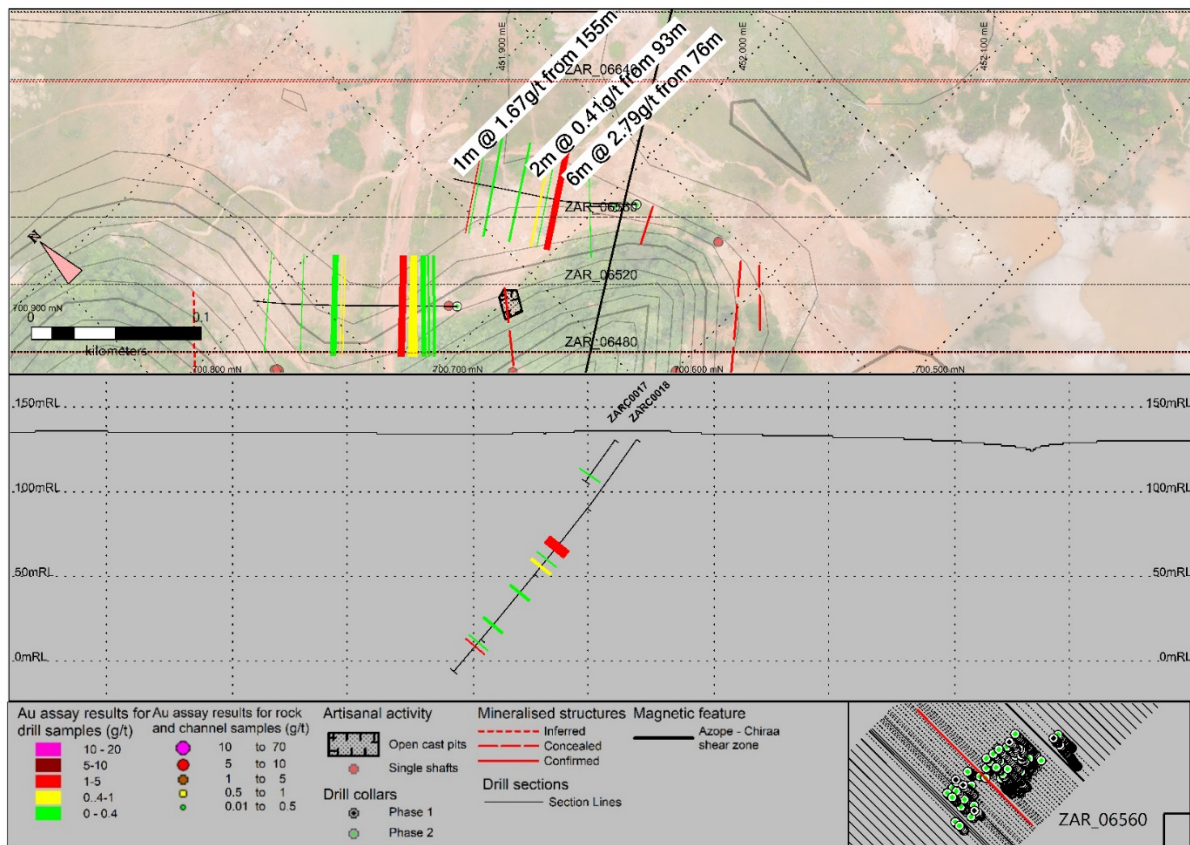 451.900 mE
452.000 mE
452.100 mE
1m @ 1.67g/t from 155m
2m @ 0.41g/t from 93m
6m @ 2.79g/t from 76m
ZAR_06640
ZAR_06560
ZAR_06520
ZAR_06480
N
700.900 mN
0
0.1
kilometers
700.800 mN
700.700 mN
700.600 mN
700.500 mN
ZARC0017
ZARC0018
150mRL
150mRL
100mRL
100mRL
50mRL
50mRL
0mRL
0mRL
Au assay results for
drill samples (g/t)
10 - 20
5-10
1-5
0..4-1
0 - 0.4
Au assay results for rock
and channel samples (g/t)
10 to 70
5 to 10
1 to 5
0.5 to 1
0.01 to 0.5
Artisanal activity
Open cast pits
Single shafts
Drill collars
Phase 1
Phase 2
Mineralised structures
Inferred
Concealed
Confirmed
Drill sections
Section Lines
Magnetic feature
Azope - Chiraa
shear zone
ZAR_06560